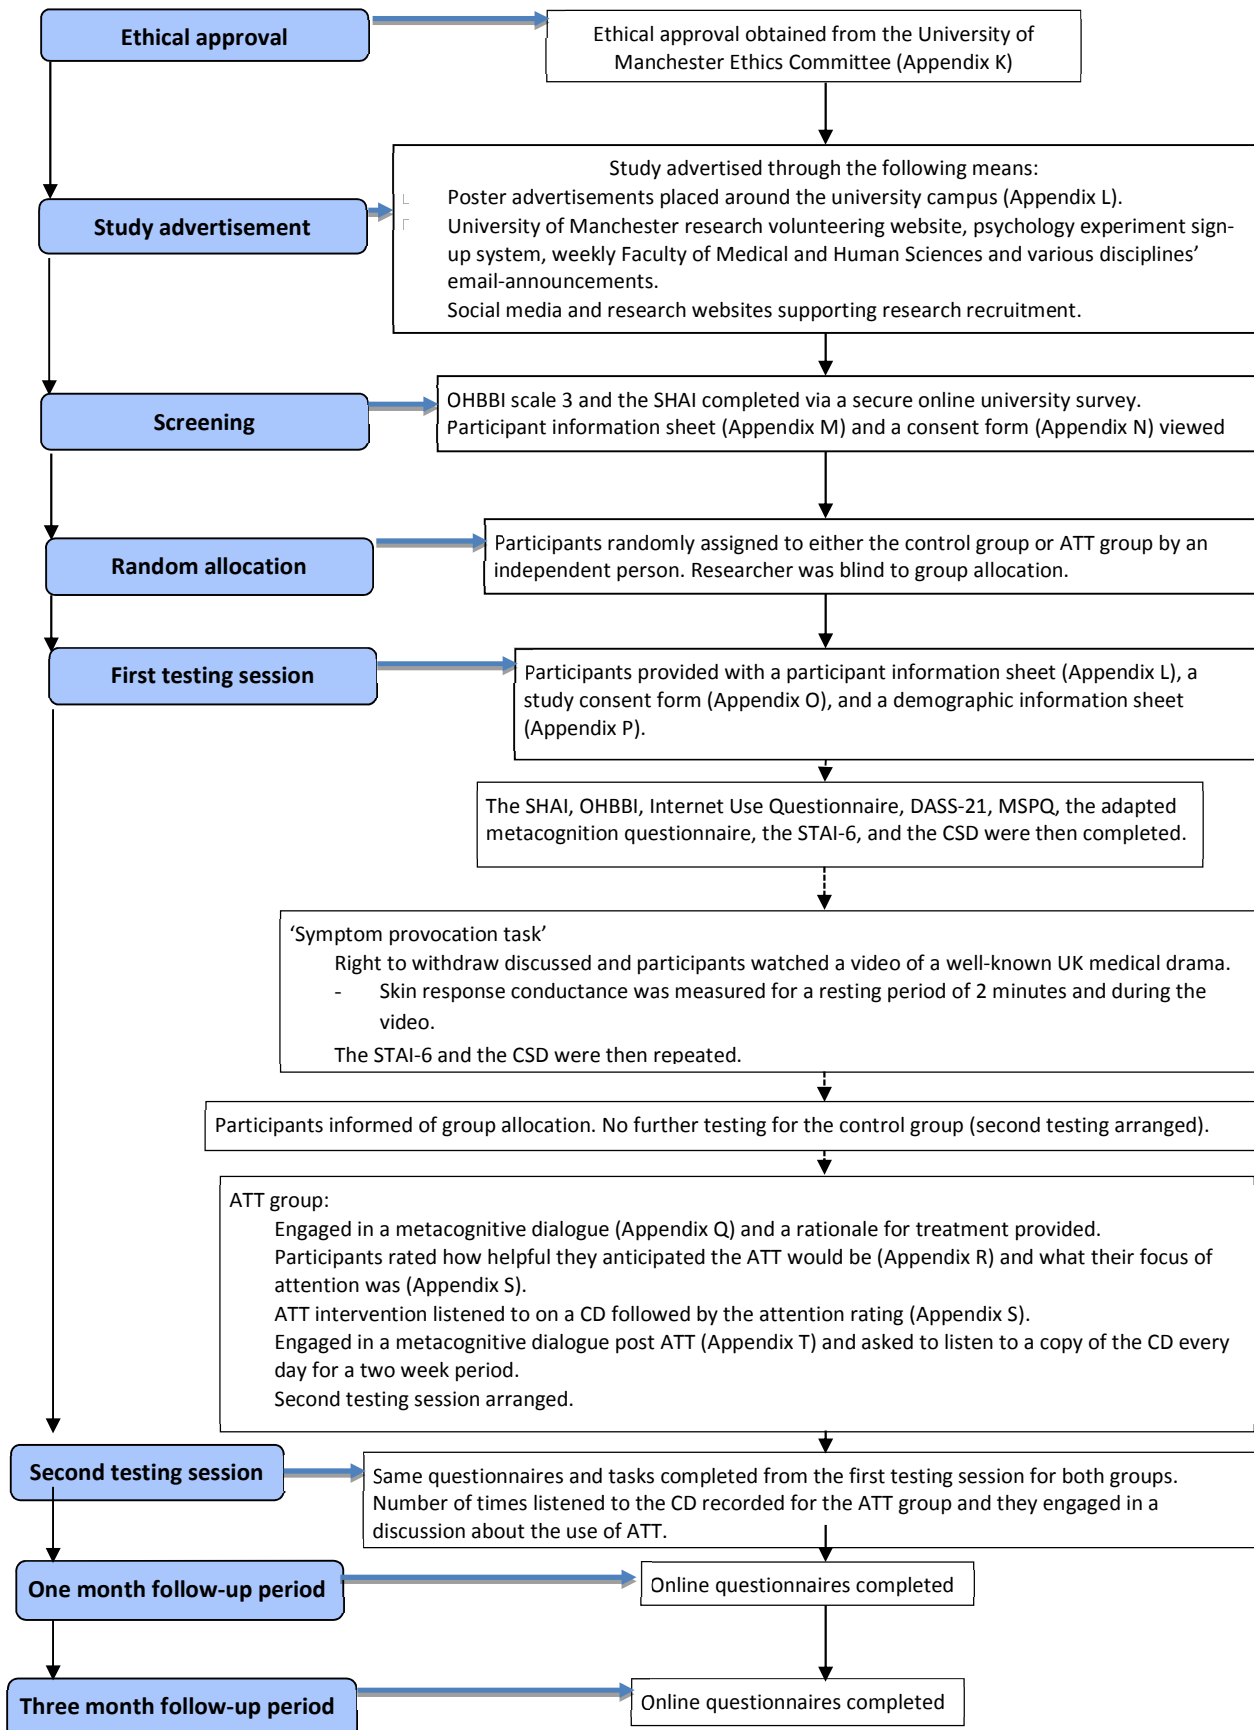 Ethical approval
Ethical approval obtained from the University of
Manchester Ethics Committee (Appendix K)
Study advertisement
Study advertised through the following means:
Poster advertisements placed around the university campus (Appendix L).
University of Manchester research volunteering website, psychology experiment sign-
up system, weekly Faculty of Medical and Human Sciences and various disciplines’
email-announcements.
Social media and research websites supporting research recruitment.
Screening
OHBBI scale 3 and the SHAI completed via a secure online university survey.
Participant information sheet (Appendix M) and a consent form (Appendix N) viewed
Random allocation
Participants randomly assigned to either the control group or ATT group by an
independent person. Researcher was blind to group allocation.
First testing session
Participants provided with a participant information sheet (Appendix L), a
study consent form (Appendix O), and a demographic information sheet
(Appendix P).
The SHAI, OHBBI, Internet Use Questionnaire, DASS-21, MSPQ, the adapted
metacognition questionnaire, the STAI-6, and the CSD were then completed.
‘Symptom provocation task’
Right to withdraw discussed and participants watched a video of a well-known UK medical drama.
- Skin response conductance was measured for a resting period of 2 minutes and during the
video.
The STAI-6 and the CSD were then repeated.
Participants informed of group allocation. No further testing for the control group (second testing arranged).
ATT group:
Engaged in a metacognitive dialogue (Appendix Q) and a rationale for treatment provided.
Participants rated how helpful they anticipated the ATT would be (Appendix R) and what their focus of
attention was (Appendix S).
ATT intervention listened to on a CD followed by the attention rating (Appendix S).
Engaged in a metacognitive dialogue post ATT (Appendix T) and asked to listen to a copy of the CD every
day for a two week period.
Second testing session arranged.
Second testing session
Same questionnaires and tasks completed from the first testing session for both groups.
Number of times listened to the CD recorded for the ATT group and they engaged in a
discussion about the use of ATT.
One month follow-up period
Online questionnaires completed
Three month follow-up period
Online questionnaires completed